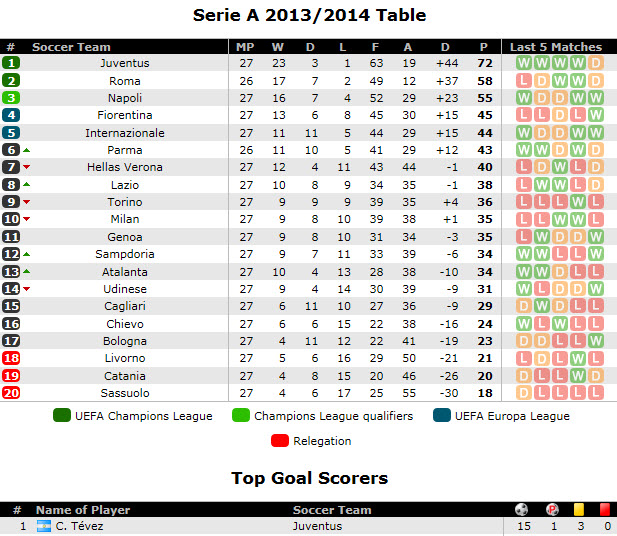 Serie A 2013/2014 Table
# Soccer Team MP W D L F A D P Last 5 Matches
1 Juventus 27 23 3 1 63 19 +44 72 W W W W D
2 Roma 26 17 7 2 49 12 +37 58 L D W W D
3 Napoli 27 16 7 4 52 29 +23 55 W D D W W
4 Fiorentina 27 13 6 8 45 30 +15 45 L L D L W
5 Internazionale 27 11 11 5 44 29 +15 44 W D D W W
6 Parma 26 11 10 5 41 29 +12 43 W W D W D
7 Hellas Verona 27 12 4 11 43 44 -1 40 L D W L D
8 Lazio 27 10 8 9 34 35 -1 38 L W W L D
9 Torino 27 9 9 9 39 35 +4 36 L L L W L
10 Milan 27 9 8 10 39 38 +1 35 L L W W L
11 Genoa 27 9 8 10 31 34 -3 35 L W D D W
12 Sampdoria 27 9 7 11 33 39 -6 34 W W L L W
13 Atalanta 27 10 4 13 28 38 -10 34 W W D L L
14 Udinese 27 9 4 14 30 39 -9 31 W L D D W
15 Cagliari 27 6 11 10 27 36 -9 29 D W D L L
16 Chievo 27 6 6 15 22 38 -16 24 W L W L L
17 Bologna 27 4 11 12 22 41 -19 23 D D L L W
18 Livorno 27 5 6 16 29 50 -21 21 L D L W L
19 Catania 27 4 8 15 20 46 -26 20 D L L W D
20 Sassuolo 27 4 6 17 25 55 -30 18 D L L L L
UEFA Champions League Champions League qualifiers UEFA Europa League
Relegation
Top Goal Scorers
# Name of Player Soccer Team P
1 C. Tévez Juventus 15 1 3 0